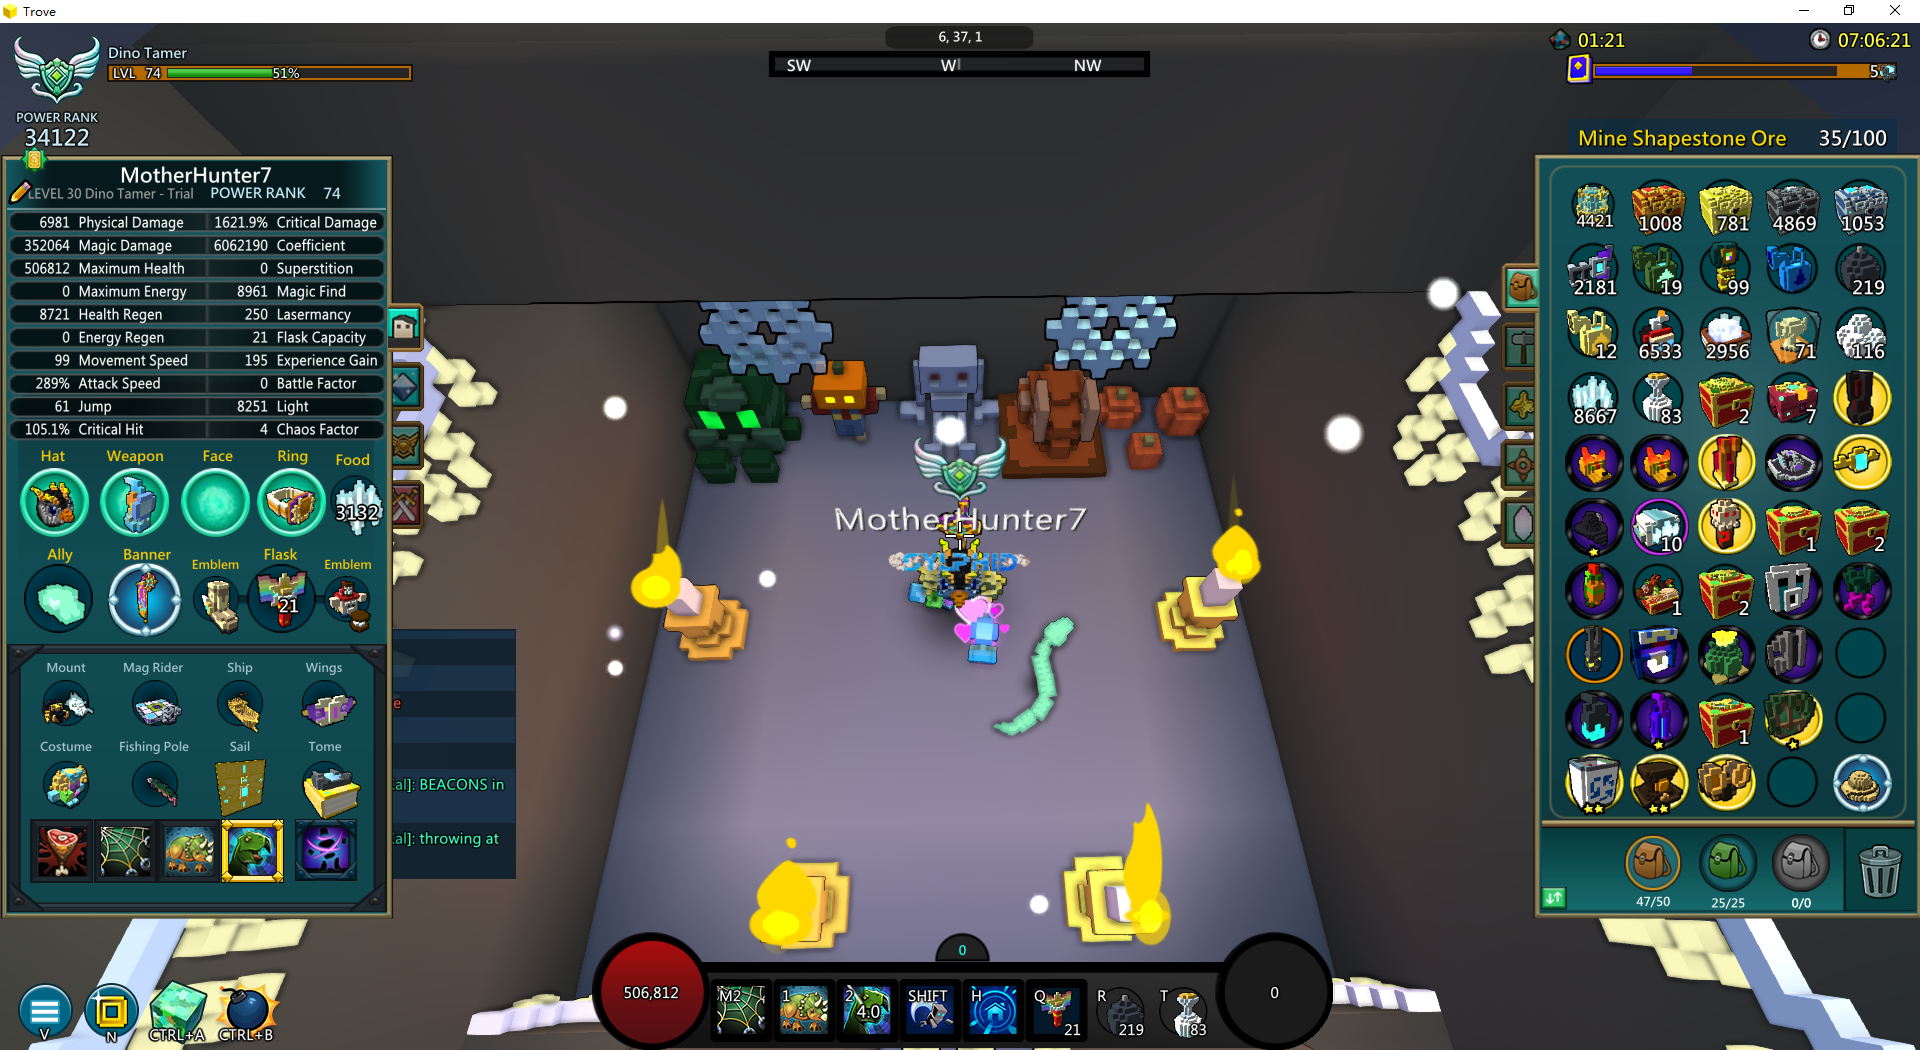 Trove
Dino Tamer
LVL 74
51%
POWER RANK
34122
6, 37, 1
SW
W
NW
01:21
07:06:21
Mine Shapestone Ore 35/100
MotherHunter7
LEVEL 30 Dino Tamer - Trial POWER RANK 74
6981 Physical Damage 1621.9% Critical Damage
352064 Magic Damage 6062190 Coefficient
506812 Maximum Health 0 Superstition
0 Maximum Energy 8961 Magic Find
8721 Health Regen 250 Lasermancy
0 Energy Regen 21 Flask Capacity
99 Movement Speed 195 Experience Gain
289% Attack Speed 0 Battle Factor
61 Jump 8251 Light
105.1% Critical Hit 4 Chaos Factor
Hat Weapon Face Ring Food
3132
Ally Banner Emblem Flask Emblem
21
Mount Mag Rider Ship Wings
Costume Fishing Pole Sail Tome
e
al]: BEACONS in
al]: throwing at
MotherHunter7
4421 1008 781 4869 1053
2181 19 99 219
12 6533 2956 71 116
8667 83 2 7
10 1 2
1 2
1
47/50 25/25 0/0
V
N
CTRL+A
CTRL+B
506,812
0
M2
1
2
4.0
SHIFT
H
Q
21
R
219
T
83
0